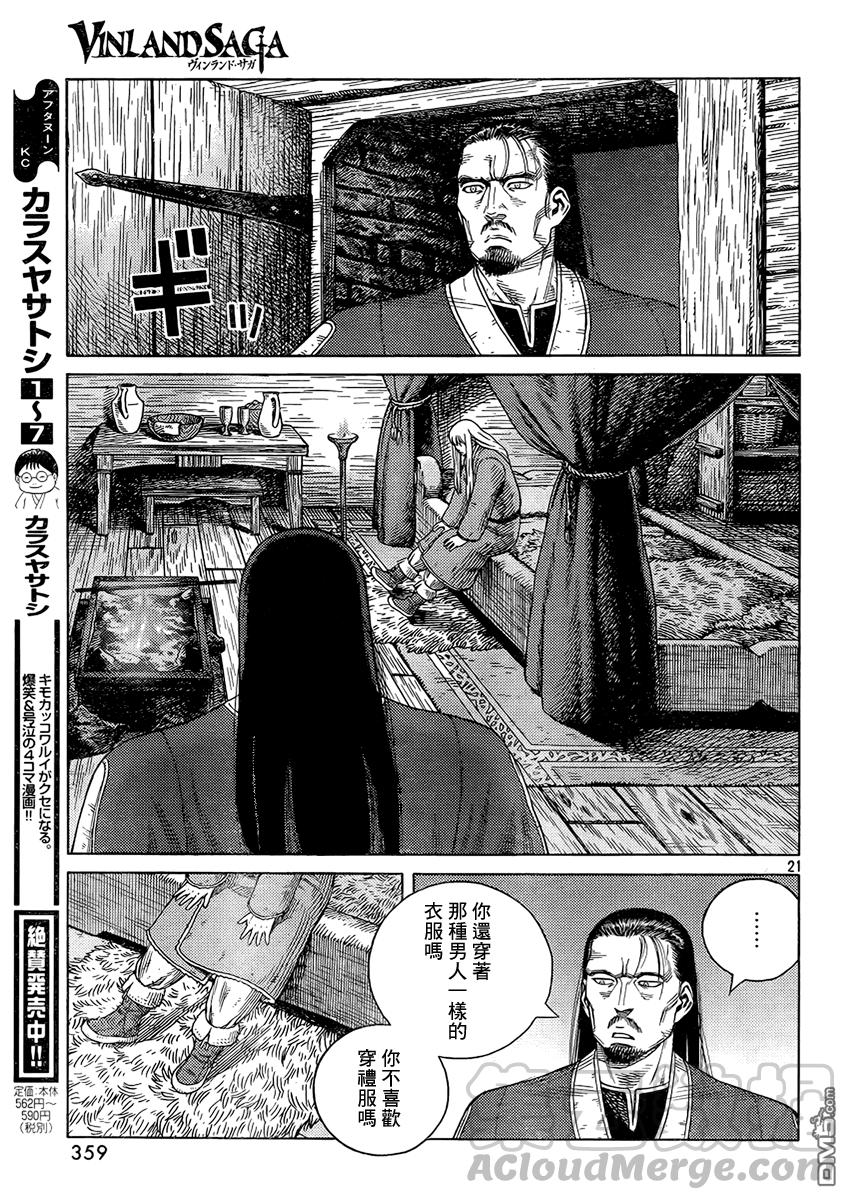 VINLAND SAGA
ヴィンランド・サガ
アフタヌーン
KC
カラスヤサトシ
1〜7
カラスヤサトシ
キモカッコワルイがクセになる。
爆笑&号泣の4コマ漫画!!
絶賛発売中!!
定価:本体
562円〜
590円
(税別)
ギィッ
21
……
你還穿著
那種男人一樣的
衣服嗎
你不喜歡
穿禮服嗎
359
ACloudMerge.com
DM5.com